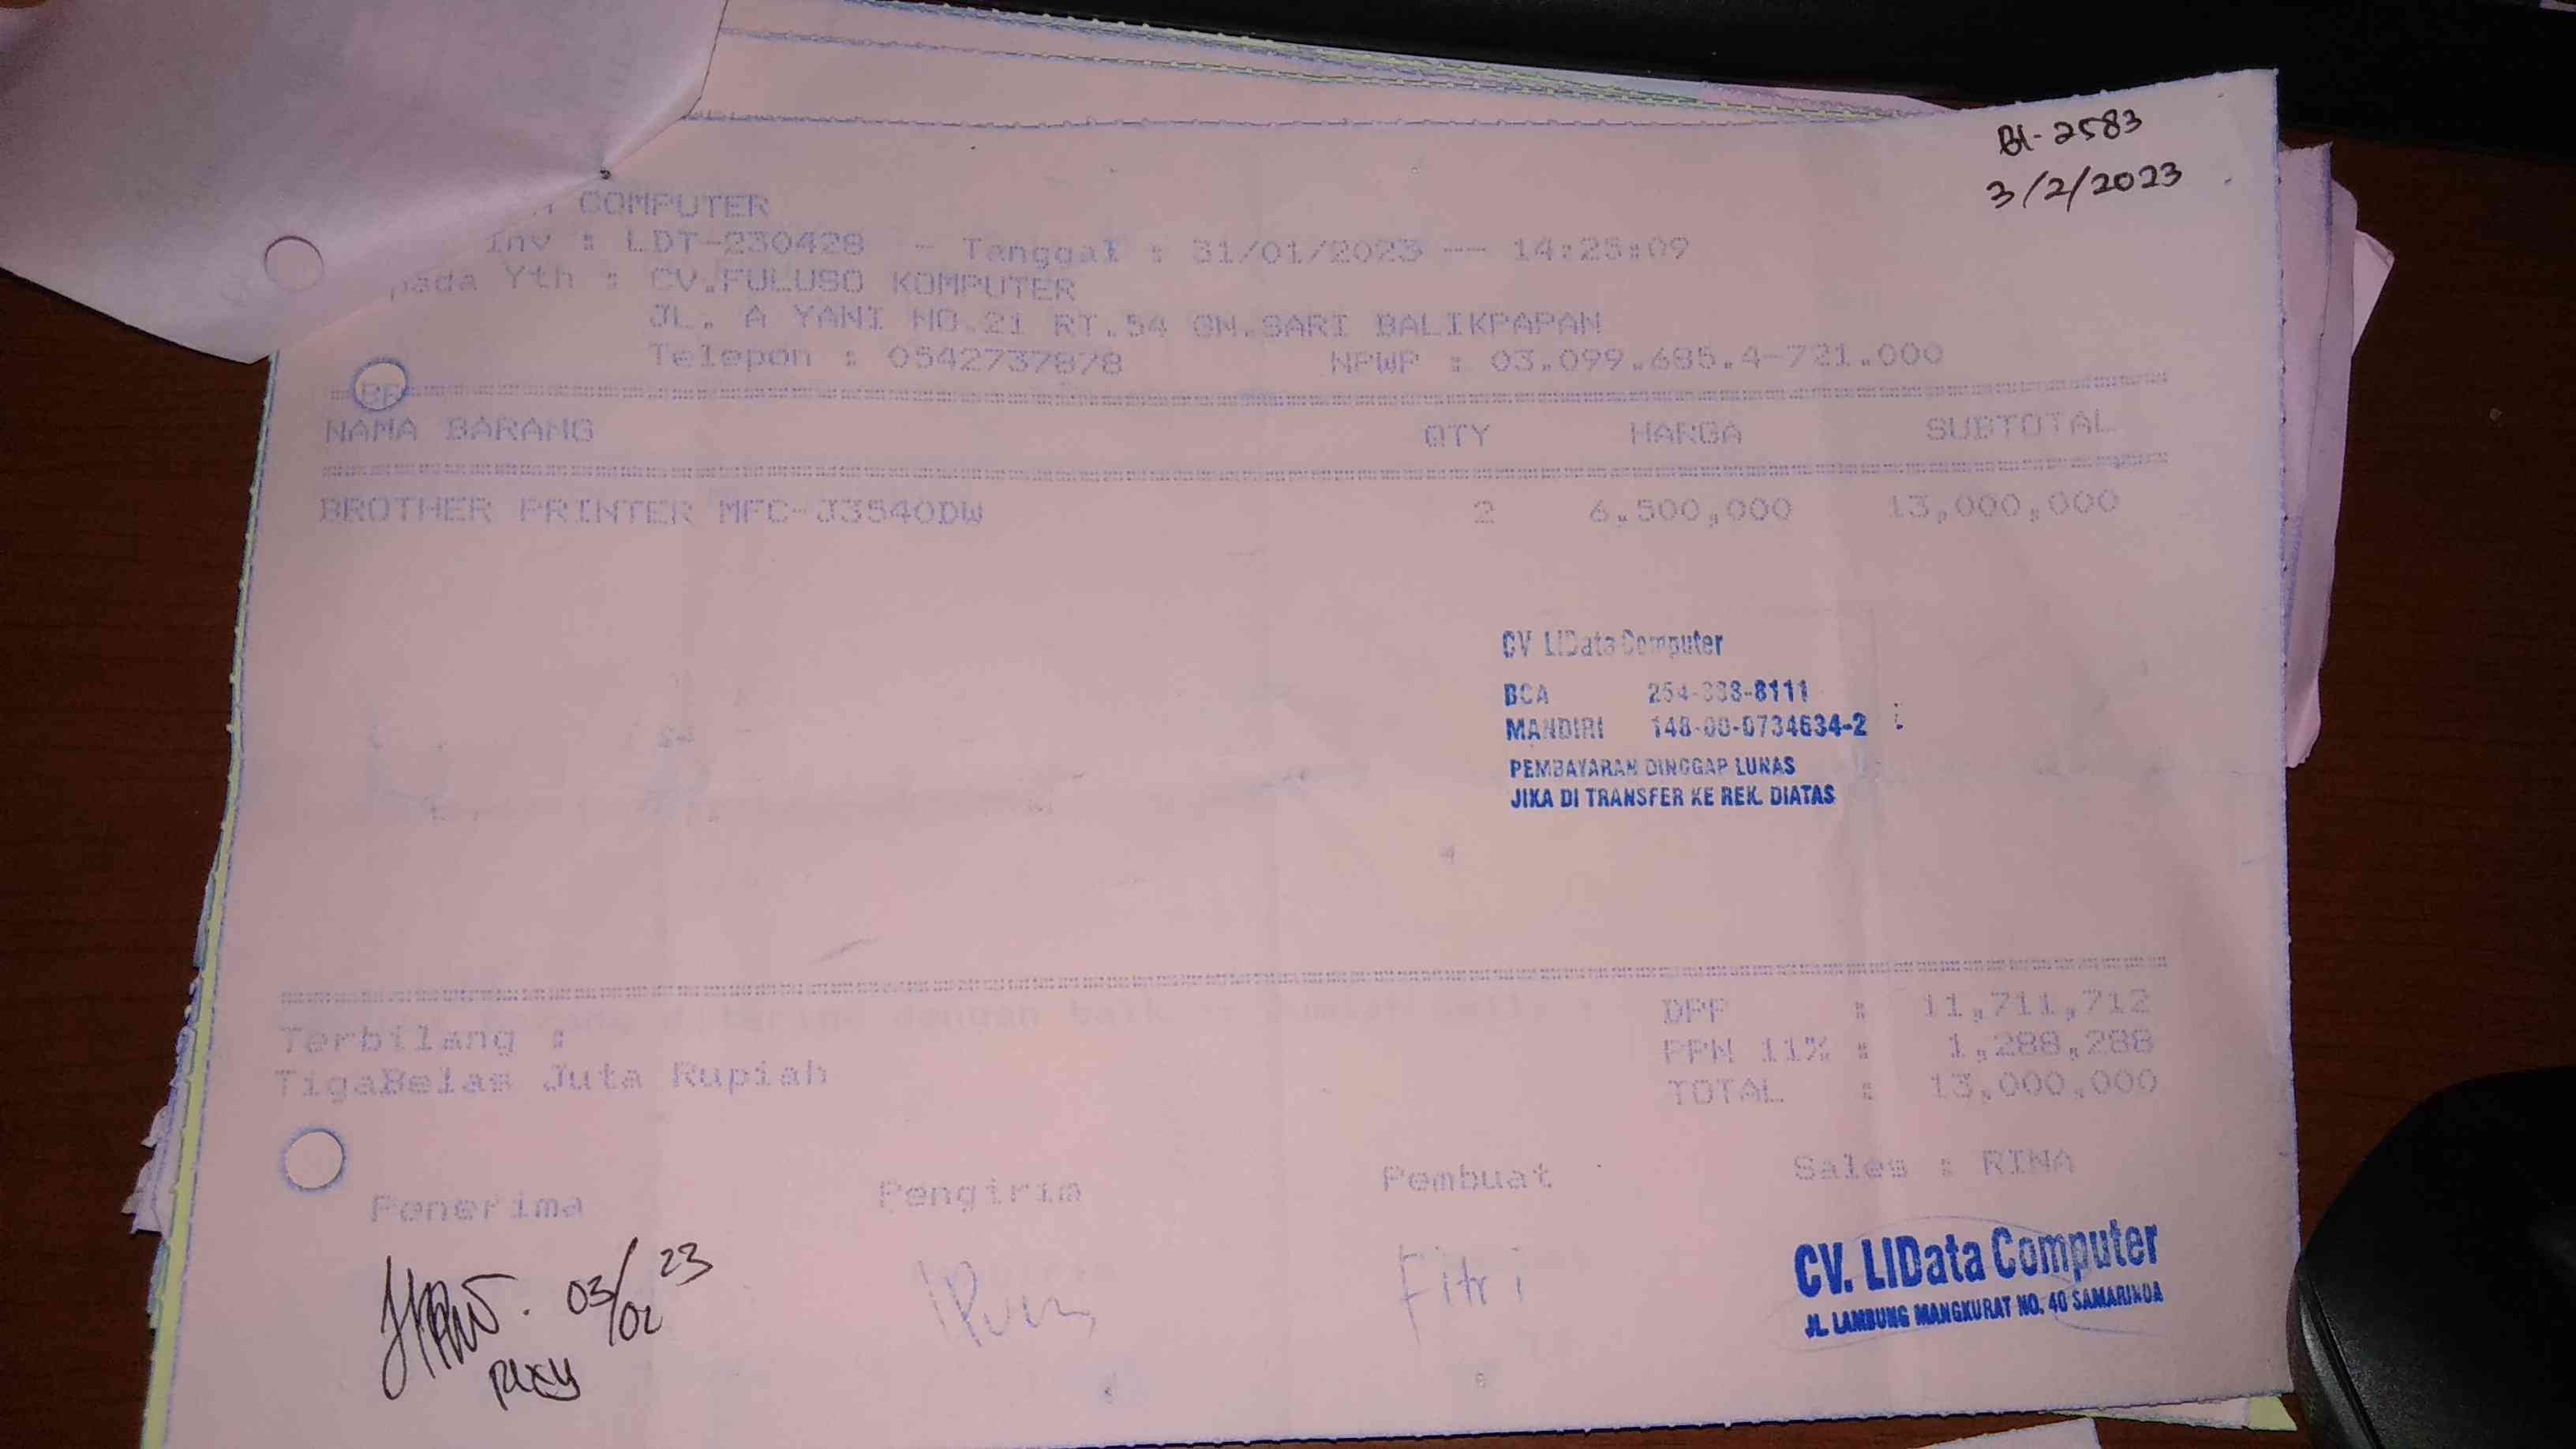 BI-2583
3/2/2023
COMPUTER
Inv : LDT-230428 - Tanggal : 31/01/2023 -- 14:25:09
pada Yth : CV.FULUSO KOMPUTER
JL. A YANI NO.21 RT.54 GN.SARI BALIKPAPAN
Telepon : 0542737878 NPWP : 03.099.685.4-721.000
NAMA BARANG QTY HARGA SUBTOTAL
BROTHER PRINTER MFC-J3540DW 2 6,500,000 13,000,000
CV LIData Computer
BCA 254-338-8111
MANDIRI 148-00-0734634-2
PEMBAYARAN DINGGAP LUNAS
JIKA DI TRANSFER KE REK. DIATAS
DPP : 11,711,712
Terbilang :
PPN 11% : 1,288,288
TigaBelas Juta Rupiah
TOTAL : 13,000,000
Penerima Pengirim Pembuat Sales : RINA
03/02 23
Fitri
CV. LIData Computer
JL. LAMBUNG MANGKURAT NO. 40 SAMARINDA